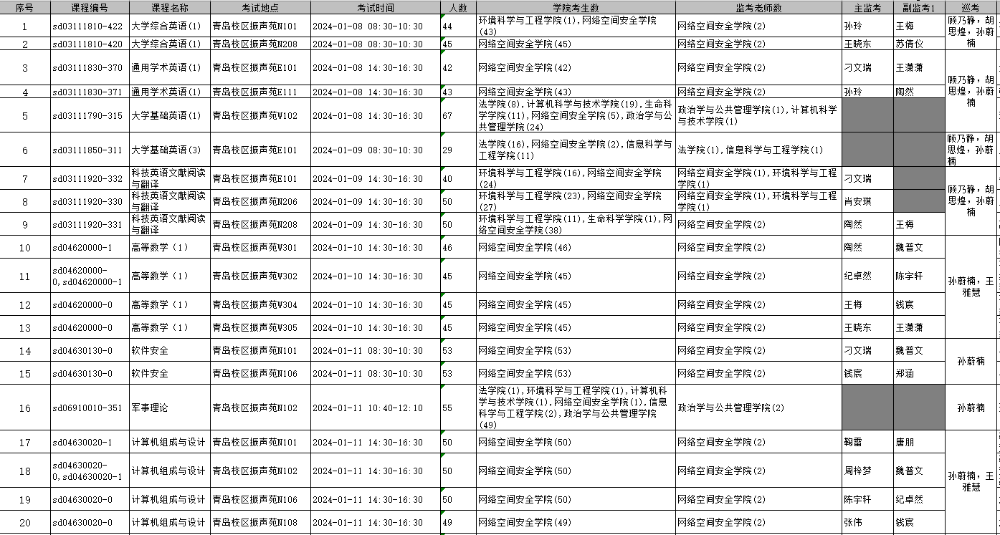 序号 课程编号 课程名称 考试地点 考试时间 人数 学院考生数 监考老师数 主监考 副监考1 巡考
1 sd03111810-422 大学综合英语(1) 青岛校区振声苑N101 2024-01-08 08:30-10:30 44 环境科学与工程学院(1),网络空间安全学院(43) 网络空间安全学院(2) 孙玲 王梅 顾乃静，胡思煌，孙蔚楠
2 sd03111810-420 大学综合英语(1) 青岛校区振声苑N208 2024-01-08 08:30-10:30 45 网络空间安全学院(45) 网络空间安全学院(2) 王晓东 苏倩仪
3 sd03111830-370 通用学术英语(1) 青岛校区振声苑E101 2024-01-08 14:30-16:30 42 网络空间安全学院(42) 网络空间安全学院(2) 刁文瑞 王潇潇 顾乃静，胡思煌，孙蔚楠
4 sd03111830-371 通用学术英语(1) 青岛校区振声苑E111 2024-01-08 14:30-16:30 43 网络空间安全学院(43) 网络空间安全学院(2) 孙玲 陶然
5 sd03111790-315 大学基础英语(1) 青岛校区振声苑W102 2024-01-08 14:30-16:30 67 法学院(8),计算机科学与技术学院(19),生命科学学院(11),网络空间安全学院(5),政治学与公共管理学院(24) 政治学与公共管理学院(1),计算机科学与技术学院(1)
6 sd03111850-311 大学基础英语(3) 青岛校区振声苑E101 2024-01-09 08:30-10:30 29 法学院(16),网络空间安全学院(2),信息科学与工程学院(11) 法学院(1),信息科学与工程学院(1) 顾乃静，胡思煌，孙蔚楠
7 sd03111920-332 科技英语文献阅读与翻译 青岛校区振声苑E101 2024-01-09 14:30-16:30 40 环境科学与工程学院(16),网络空间安全学院(24) 网络空间安全学院(1),环境科学与工程学院(1) 刁文瑞 顾乃静，胡思煌，孙蔚楠
8 sd03111920-330 科技英语文献阅读与翻译 青岛校区振声苑N206 2024-01-09 14:30-16:30 50 环境科学与工程学院(23),网络空间安全学院(27) 网络空间安全学院(1),环境科学与工程学院(1) 肖安琪
9 sd03111920-331 科技英语文献阅读与翻译 青岛校区振声苑N208 2024-01-09 14:30-16:30 50 环境科学与工程学院(11),生命科学学院(1),网络空间安全学院(38) 网络空间安全学院(2) 陶然 王梅
10 sd04620000-1 高等数学（1） 青岛校区振声苑W301 2024-01-10 14:30-16:30 46 网络空间安全学院(46) 网络空间安全学院(2) 陶然 魏普文 孙蔚楠，王雅慧
11 sd04620000-0,sd04620000-1 高等数学（1） 青岛校区振声苑W302 2024-01-10 14:30-16:30 45 网络空间安全学院(45) 网络空间安全学院(2) 纪卓然 陈宇轩
12 sd04620000-0 高等数学（1） 青岛校区振声苑W304 2024-01-10 14:30-16:30 45 网络空间安全学院(45) 网络空间安全学院(2) 王梅 钱宸
13 sd04620000-0 高等数学（1） 青岛校区振声苑W305 2024-01-10 14:30-16:30 45 网络空间安全学院(45) 网络空间安全学院(2) 王晓东 王潇潇
14 sd04630130-0 软件安全 青岛校区振声苑N101 2024-01-11 08:30-10:30 53 网络空间安全学院(53) 网络空间安全学院(2) 刁文瑞 魏普文 孙蔚楠
15 sd04630130-0 软件安全 青岛校区振声苑N106 2024-01-11 08:30-10:30 53 网络空间安全学院(53) 网络空间安全学院(2) 钱宸 郑涵
16 sd06910010-351 军事理论 青岛校区振声苑N102 2024-01-11 10:40-12:10 55 法学院(1),环境科学与工程学院(1),计算机科学与技术学院(1),网络空间安全学院(1),信息科学与工程学院(2),政治学与公共管理学院(49) 政治学与公共管理学院(2) 孙蔚楠
17 sd04630020-1 计算机组成与设计 青岛校区振声苑N101 2024-01-11 14:30-16:30 50 网络空间安全学院(50) 网络空间安全学院(2) 鞠雷 唐朋 孙蔚楠，王雅慧
18 sd04630020-0,sd04630020-1 计算机组成与设计 青岛校区振声苑N102 2024-01-11 14:30-16:30 50 网络空间安全学院(50) 网络空间安全学院(2) 周梓梦 魏普文
19 sd04630020-0 计算机组成与设计 青岛校区振声苑N106 2024-01-11 14:30-16:30 50 网络空间安全学院(50) 网络空间安全学院(2) 陈宇轩 纪卓然
20 sd04630020-0 计算机组成与设计 青岛校区振声苑N108 2024-01-11 14:30-16:30 49 网络空间安全学院(49) 网络空间安全学院(2) 张伟 钱宸